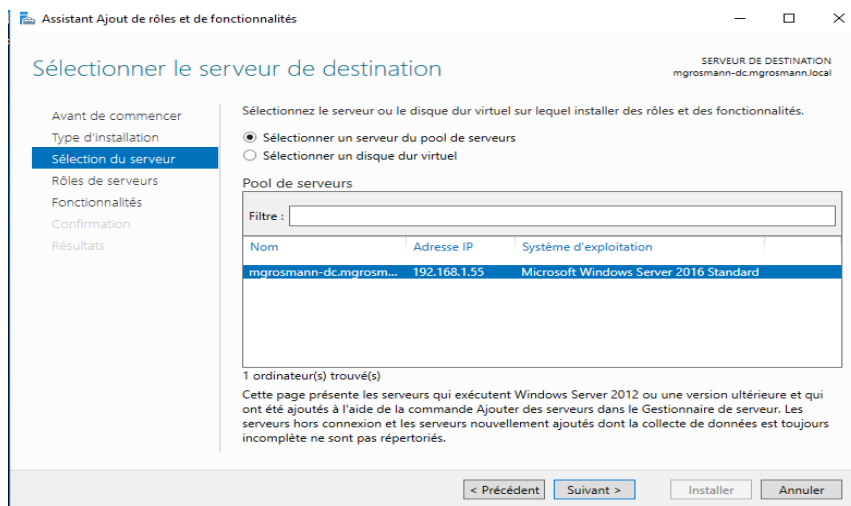 Assistant Ajout de rôles et de fonctionnalités
Sélectionner le serveur de destination
SERVEUR DE DESTINATION
mgrosmann-dc.mgrosmann.local
Avant de commencer
Type d'installation
Sélection du serveur
Rôles de serveurs
Fonctionnalités
Confirmation
Résultats
Sélectionnez le serveur ou le disque dur virtuel sur lequel installer des rôles et des fonctionnalités.
Sélectionner un serveur du pool de serveurs
Sélectionner un disque dur virtuel
Pool de serveurs
Filtre :
Nom Adresse IP Système d'exploitation
mgrosmann-dc.mgrosm... 192.168.1.55 Microsoft Windows Server 2016 Standard
1 ordinateur(s) trouvé(s)
Cette page présente les serveurs qui exécutent Windows Server 2012 ou une version ultérieure et qui
ont été ajoutés à l'aide de la commande Ajouter des serveurs dans le Gestionnaire de serveur. Les
serveurs hors connexion et les serveurs nouvellement ajoutés dont la collecte de données est toujours
incomplète ne sont pas répertoriés.
< Précédent Suivant > Installer Annuler